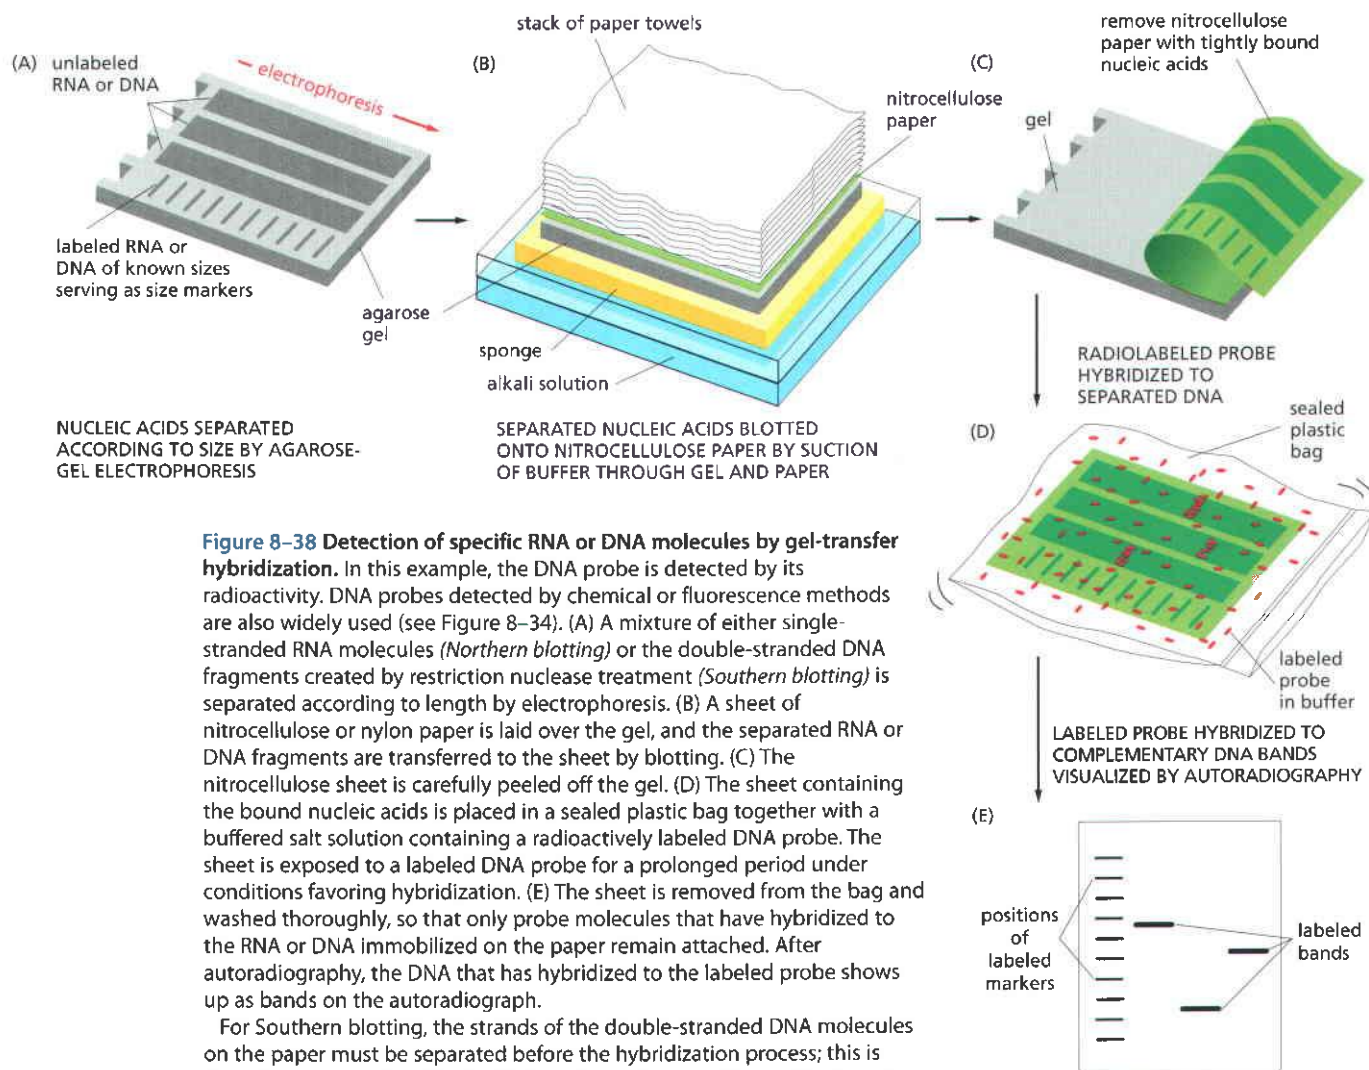 (A) unlabeled
RNA or DNA
– electrophoresis
labeled RNA or
DNA of known sizes
serving as size markers
agarose
gel
NUCLEIC ACIDS SEPARATED
ACCORDING TO SIZE BY AGAROSE-
GEL ELECTROPHORESIS
(B)
stack of paper towels
nitrocellulose
paper
sponge
alkali solution
SEPARATED NUCLEIC ACIDS BLOTTED
ONTO NITROCELLULOSE PAPER BY SUCTION
OF BUFFER THROUGH GEL AND PAPER
(C)
remove nitrocellulose
paper with tightly bound
nucleic acids
gel
RADIOLABELED PROBE
HYBRIDIZED TO
SEPARATED DNA
(D)
sealed
plastic
bag
labeled
probe
in buffer
LABELED PROBE HYBRIDIZED TO
COMPLEMENTARY DNA BANDS
VISUALIZED BY AUTORADIOGRAPHY
(E)
positions
of
labeled
markers
labeled
bands
Figure 8–38 Detection of specific RNA or DNA molecules by gel-transfer
hybridization. In this example, the DNA probe is detected by its
radioactivity. DNA probes detected by chemical or fluorescence methods
are also widely used (see Figure 8–34). (A) A mixture of either single-
stranded RNA molecules (Northern blotting) or the double-stranded DNA
fragments created by restriction nuclease treatment (Southern blotting) is
separated according to length by electrophoresis. (B) A sheet of
nitrocellulose or nylon paper is laid over the gel, and the separated RNA or
DNA fragments are transferred to the sheet by blotting. (C) The
nitrocellulose sheet is carefully peeled off the gel. (D) The sheet containing
the bound nucleic acids is placed in a sealed plastic bag together with a
buffered salt solution containing a radioactively labeled DNA probe. The
sheet is exposed to a labeled DNA probe for a prolonged period under
conditions favoring hybridization. (E) The sheet is removed from the bag and
washed thoroughly, so that only probe molecules that have hybridized to
the RNA or DNA immobilized on the paper remain attached. After
autoradiography, the DNA that has hybridized to the labeled probe shows
up as bands on the autoradiograph.
For Southern blotting, the strands of the double-stranded DNA molecules
on the paper must be separated before the hybridization process; this is